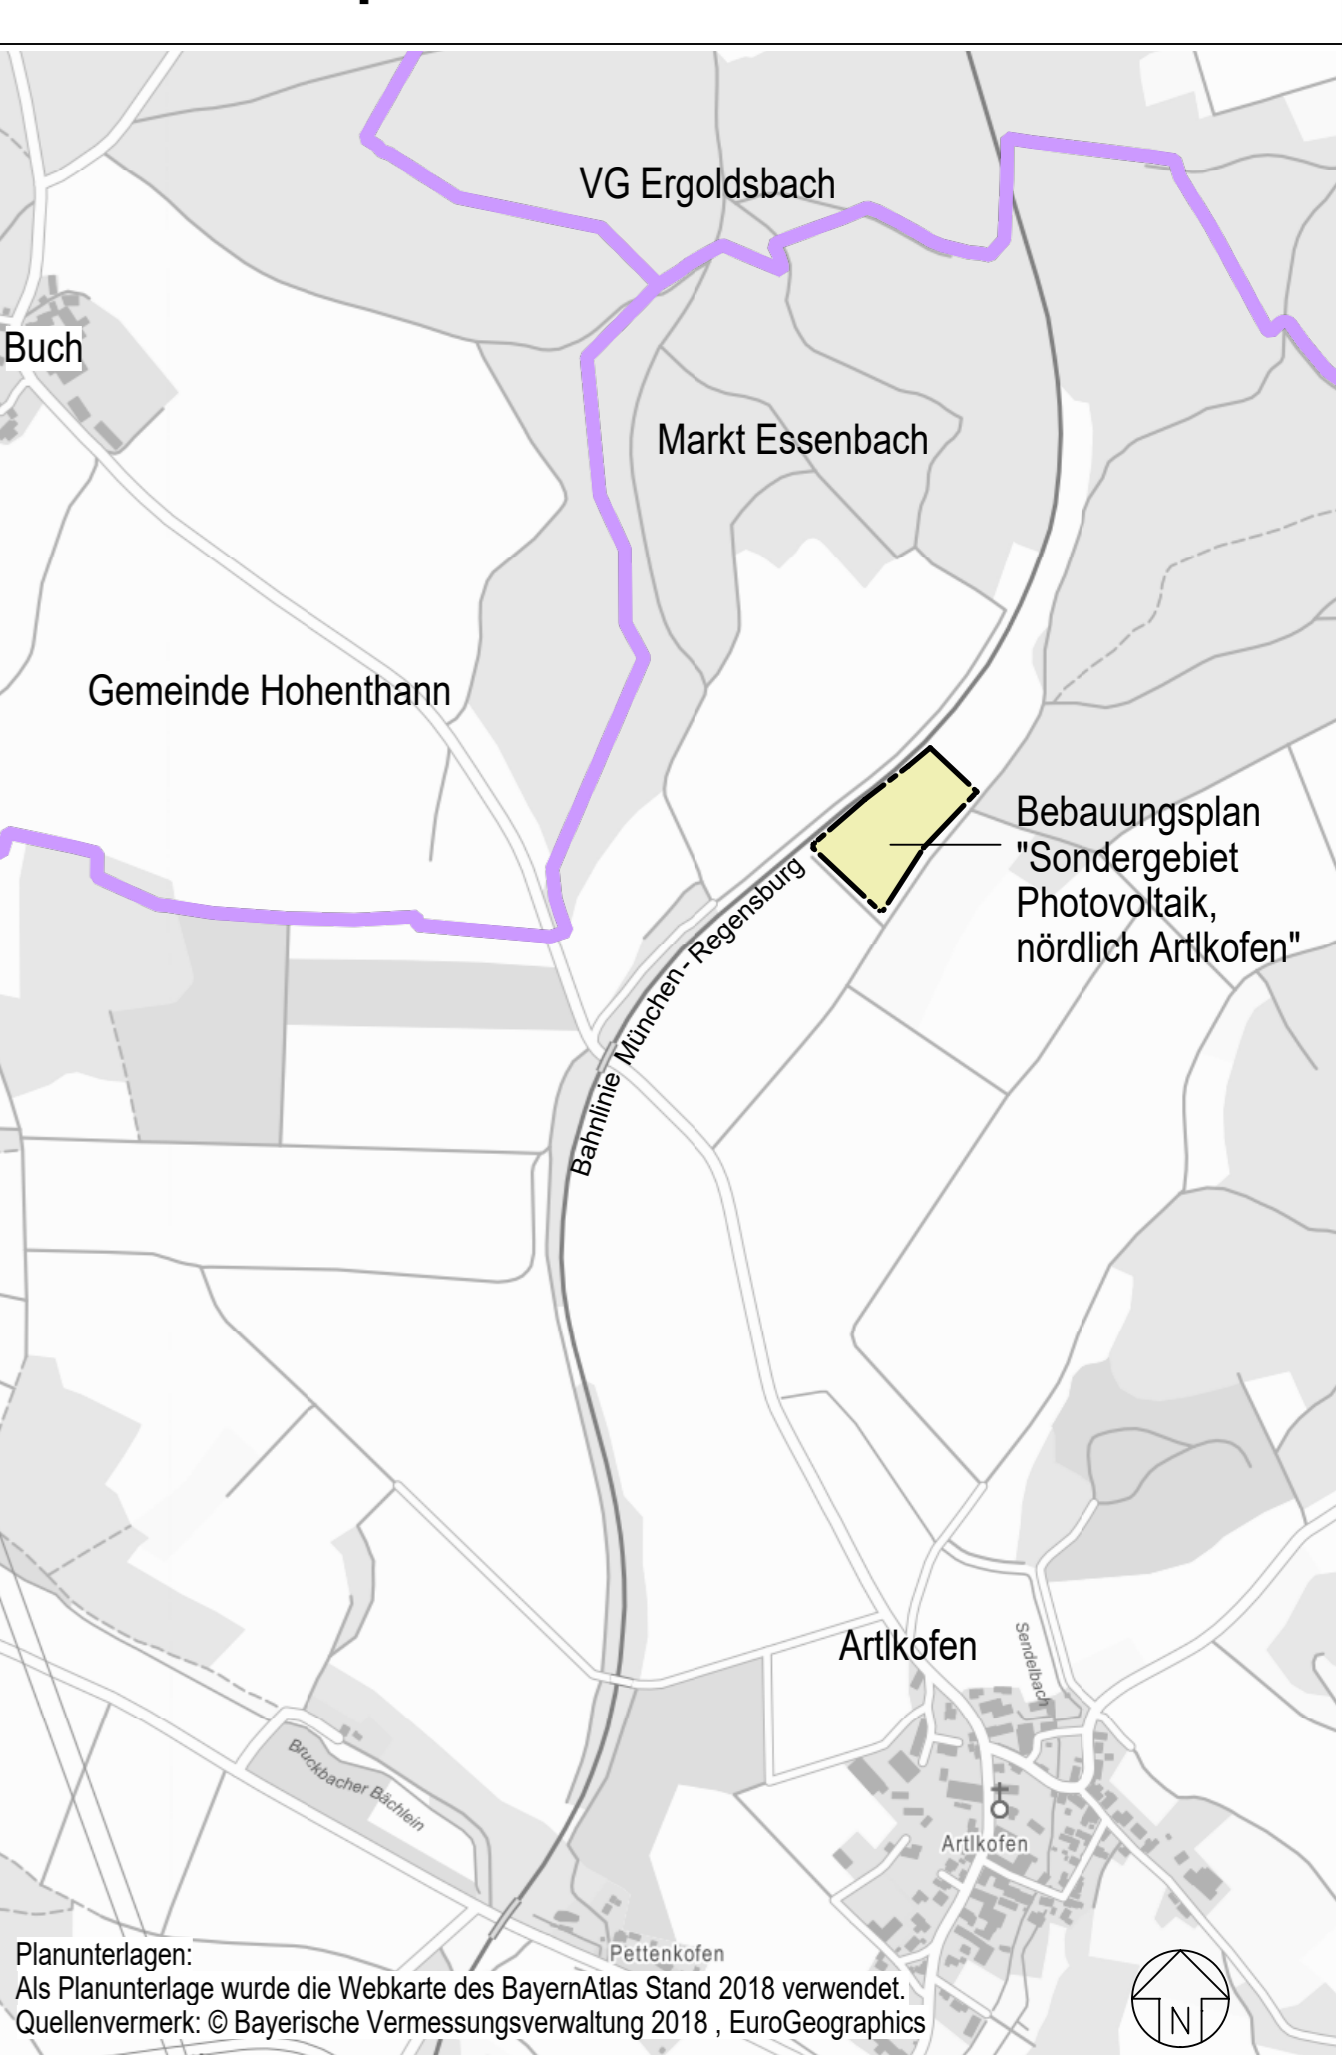 VG Ergoldsbach
Buch
Markt Essenbach
Gemeinde Hohenthann
Bebauungsplan
"Sondergebiet
Photovoltaik,
nördlich Artlkofen"
Bahnlinie München - Regensburg
Artlkofen
Sendelbach
Bruckbacher Bächlein
Artlkofen
Pettenkofen
Planunterlagen:
Als Planunterlage wurde die Webkarte des BayernAtlas Stand 2018 verwendet.
Quellenvermerk: © Bayerische Vermessungsverwaltung 2018 , EuroGeographics
N